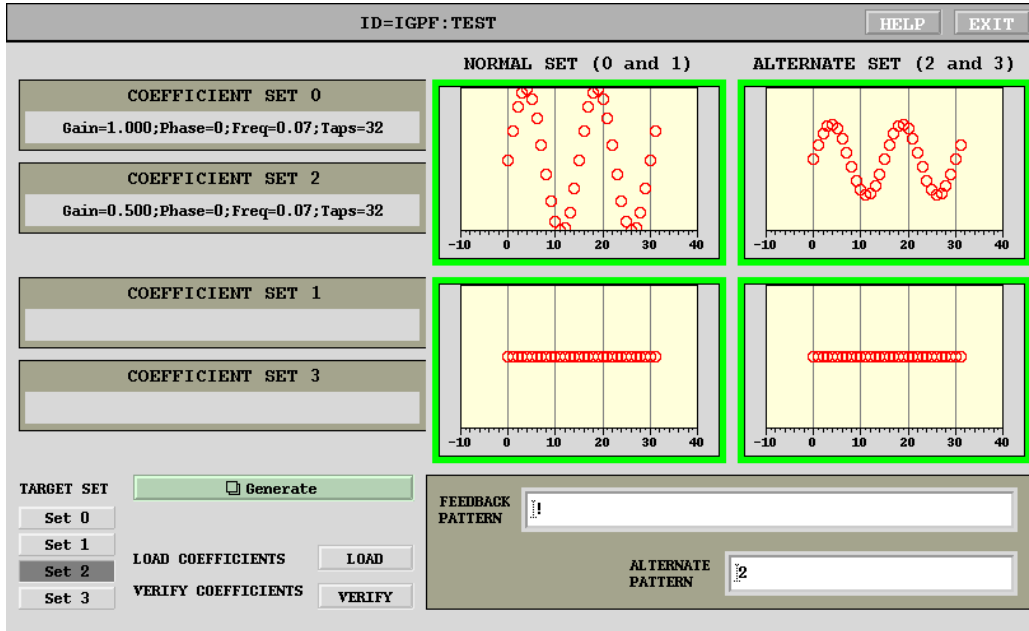 ID=IGPF:TEST
HELP
EXIT
NORMAL SET (0 and 1)
ALTERNATE SET (2 and 3)
COEFFICIENT SET 0
Gain=1.000;Phase=0;Freq=0.07;Taps=32
COEFFICIENT SET 2
Gain=0.500;Phase=0;Freq=0.07;Taps=32
-10 0 10 20 30 40
-10 0 10 20 30 40
COEFFICIENT SET 1
COEFFICIENT SET 3
-10 0 10 20 30 40
-10 0 10 20 30 40
TARGET SET
Set 0
Set 1
Set 2
Set 3
Generate
LOAD COEFFICIENTS
LOAD
VERIFY COEFFICIENTS
VERIFY
FEEDBACK
PATTERN
!
ALTERNATE
PATTERN
2